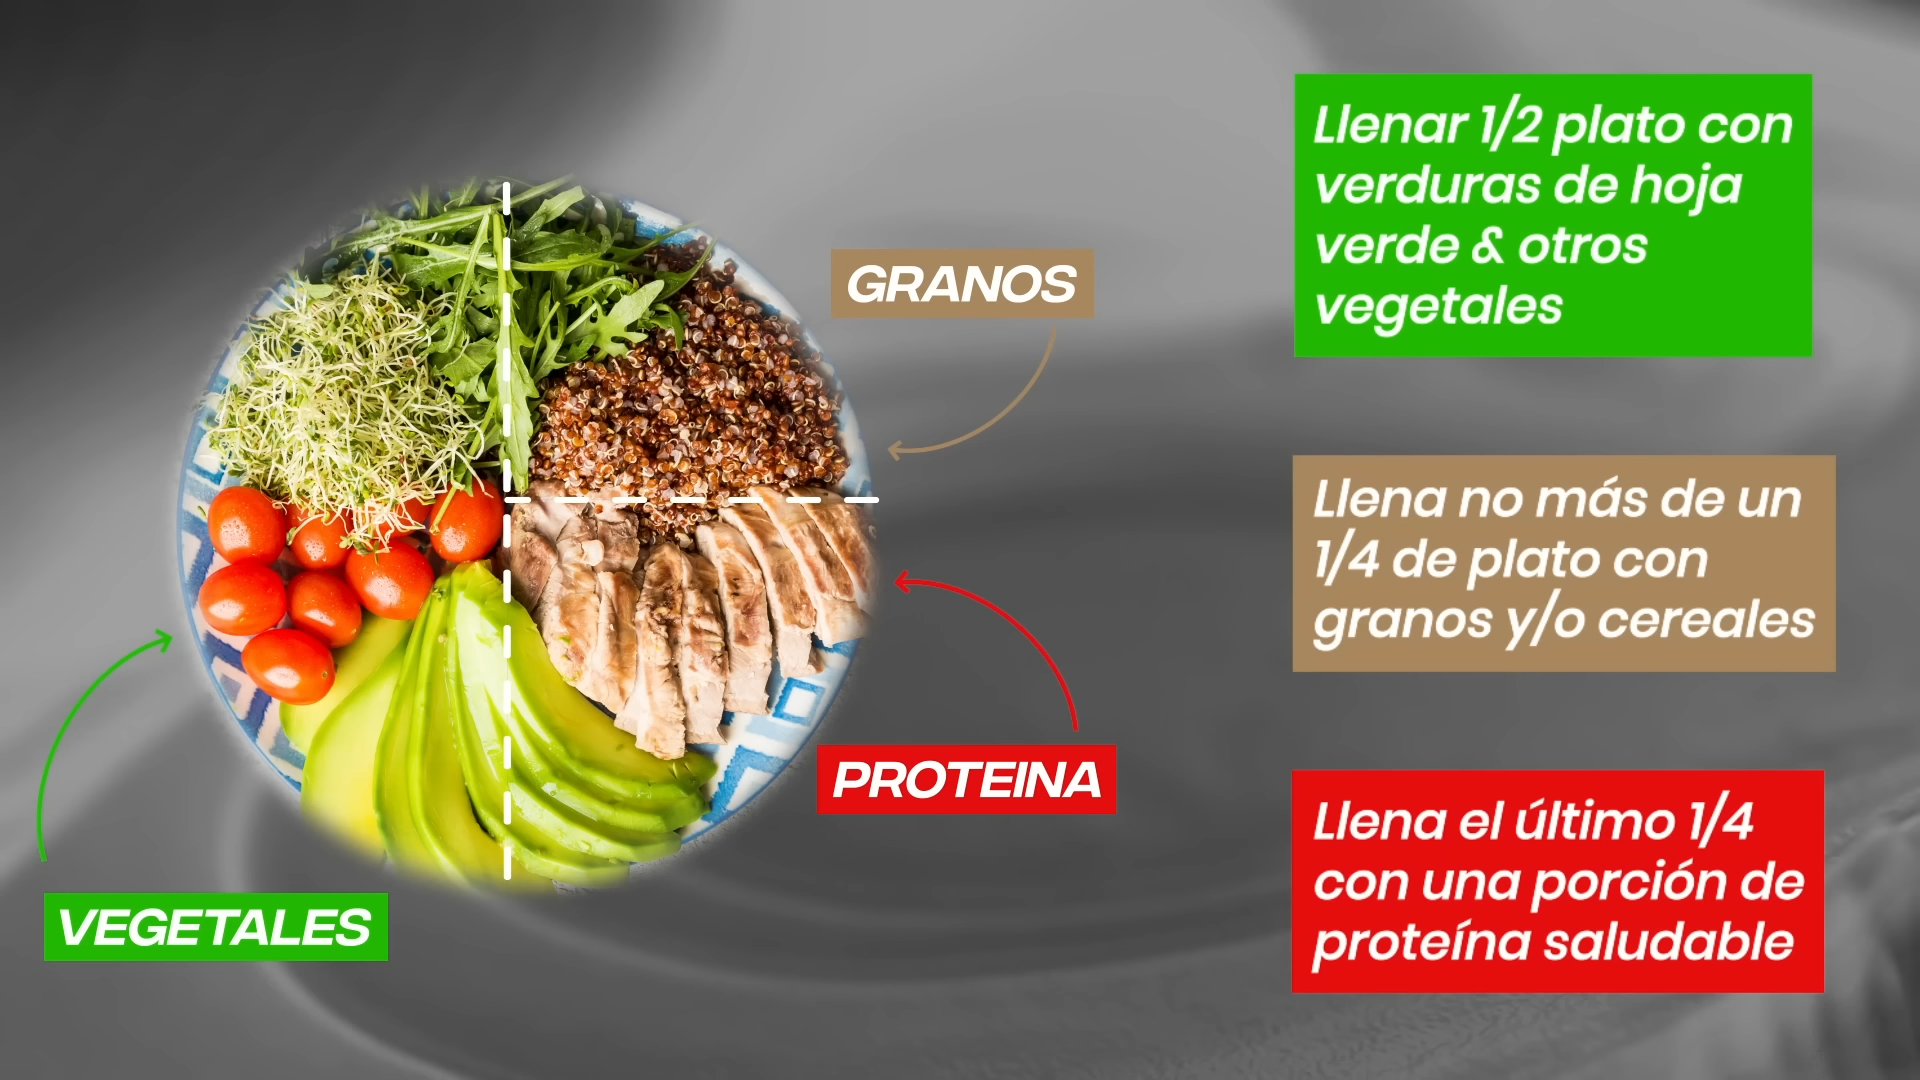 GRANOS
PROTEINA
VEGETALES
Llenar 1/2 plato con
verduras de hoja
verde & otros
vegetales
Llena no más de un
1/4 de plato con
granos y/o cereales
Llena el último 1/4
con una porción de
proteína saludable